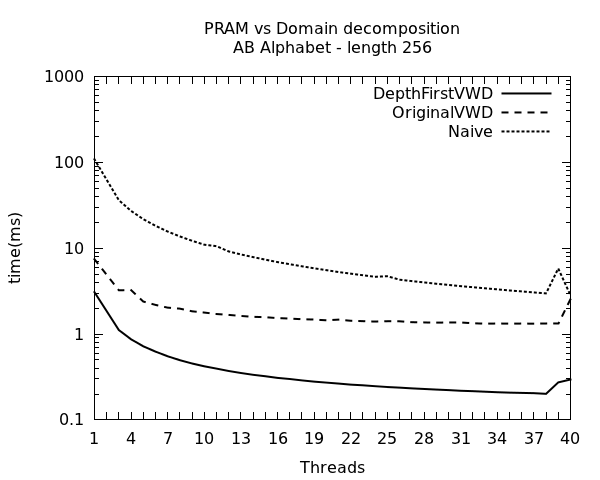 PRAM vs Domain decomposition
AB Alphabet - length 256
1000
100
10
1
0.1
time(ms)
DepthFirstVWD
OriginalVWD
Naive
1 4 7 10 13 16 19 22 25 28 31 34 37 40
Threads